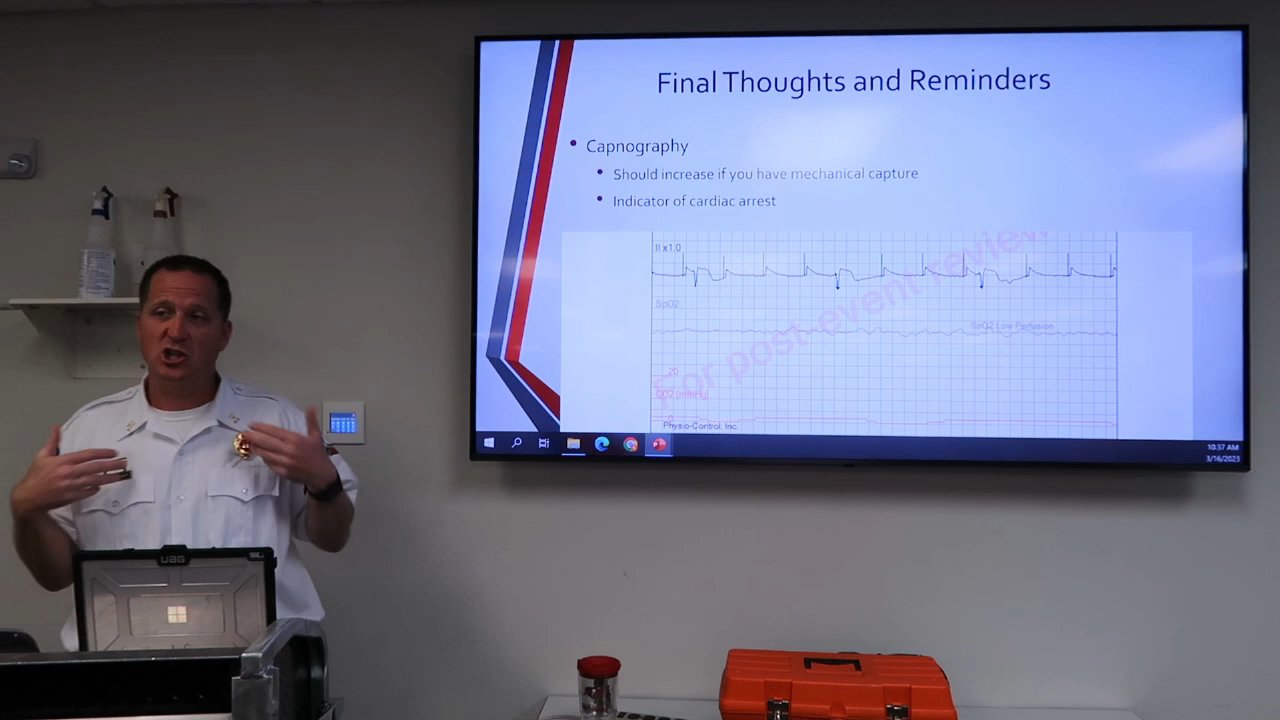 Final Thoughts and Reminders
Capnography
Should increase if you have mechanical capture
Indicator of cardiac arrest
II x1.0
SpO2
SpO2 Low Perfusion
For post-event review
20
CO2 (mmHg)
0
Physio-Control, Inc.
10:37 AM
3/16/2023
UAG